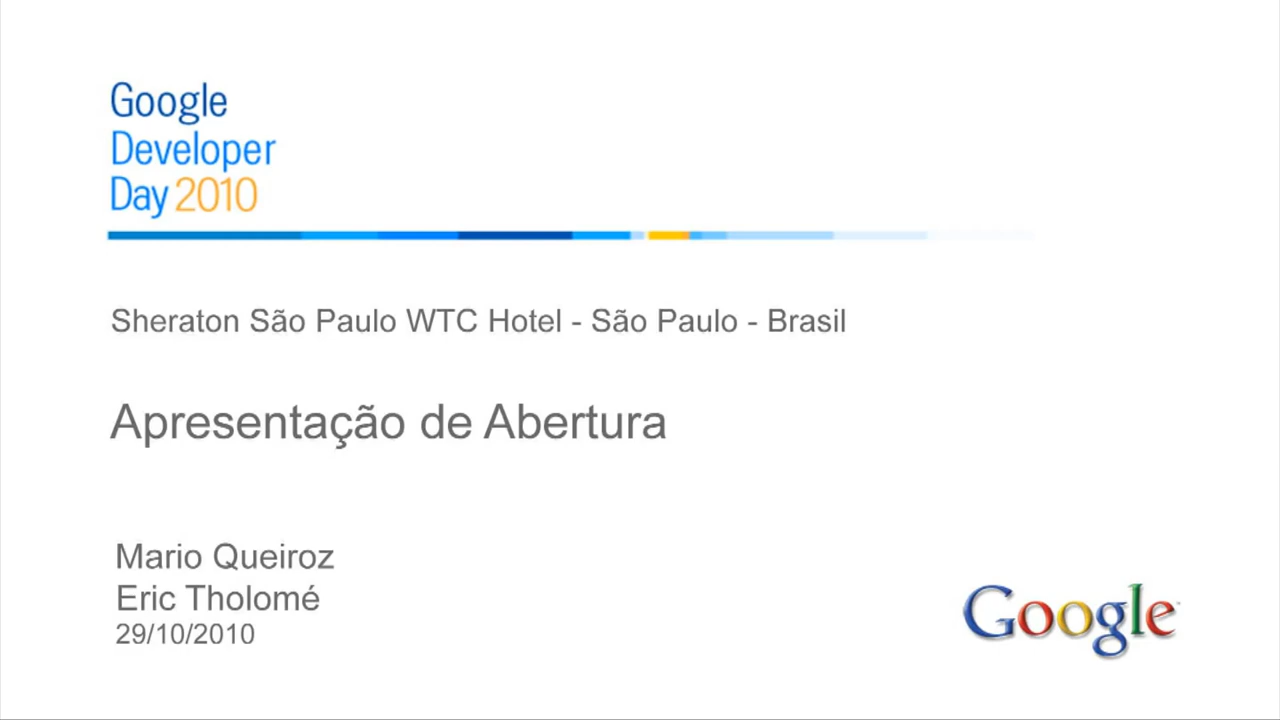 Google
Developer
Day 2010
Sheraton São Paulo WTC Hotel - São Paulo - Brasil
Apresentação de Abertura
Mario Queiroz
Eric Tholomé
29/10/2010
Google